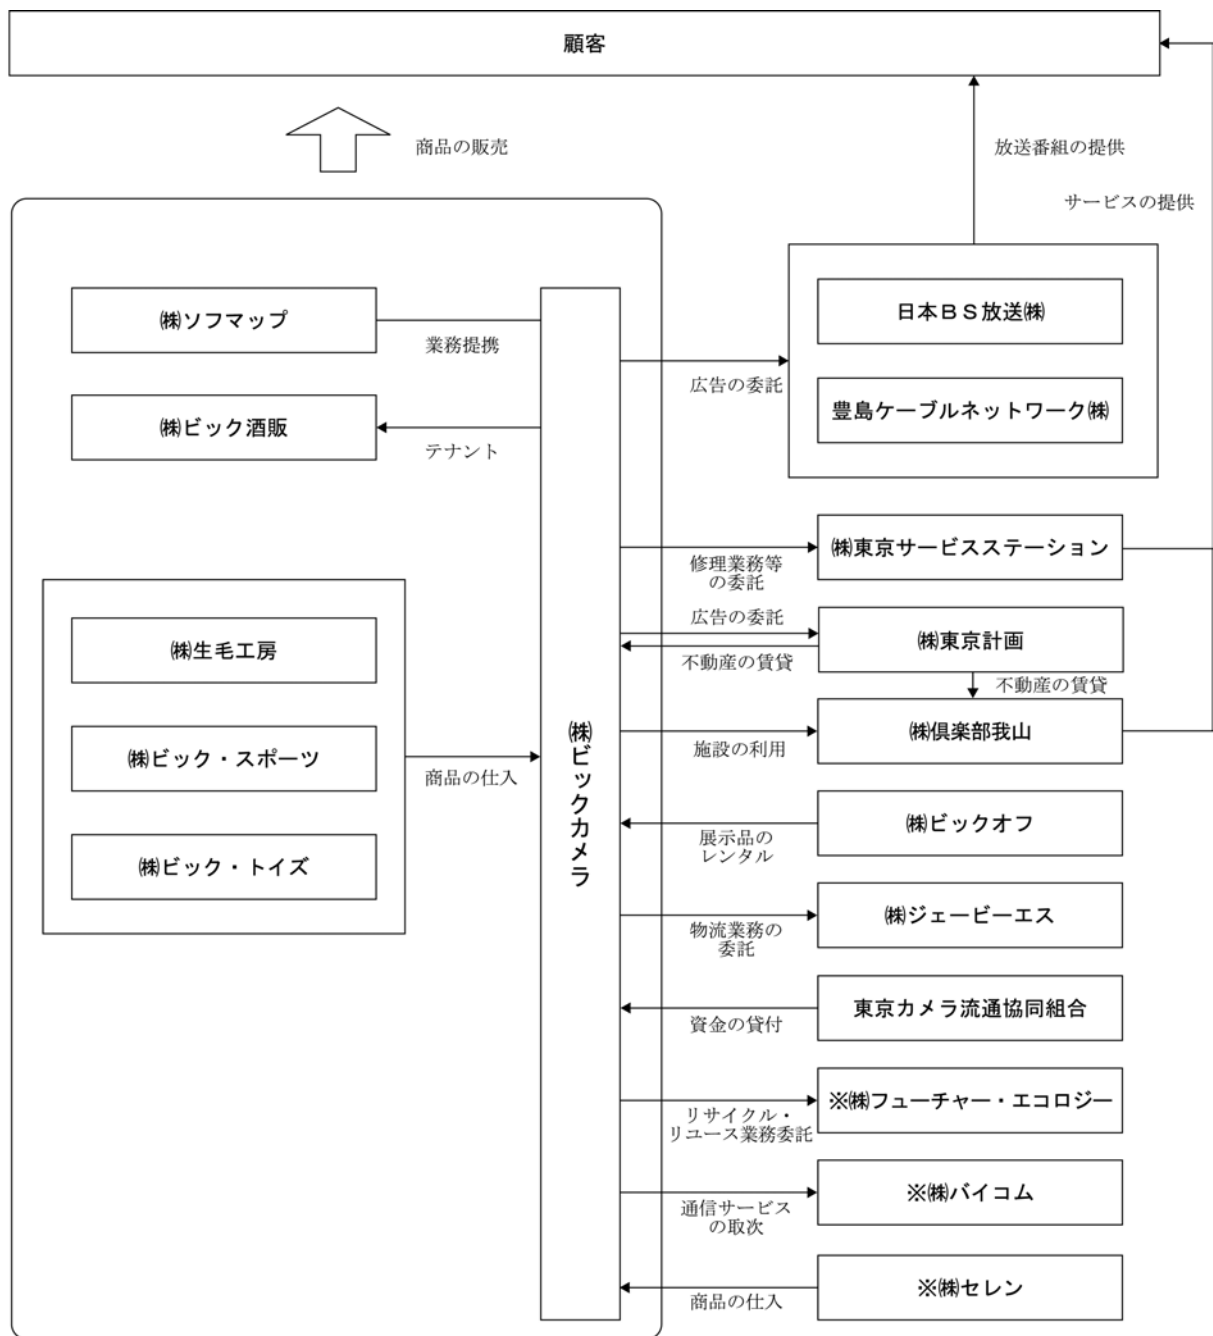 顧客
商品の販売
放送番組の提供
サービスの提供
㈱ソフマップ
業務提携
㈱ビック酒販
テナント
㈱生毛工房
㈱ビック・スポーツ
㈱ビック・トイズ
商品の仕入
㈱ビックカメラ
日本BS放送㈱
豊島ケーブルネットワーク㈱
広告の委託
㈱東京サービスステーション
修理業務等
の委託
広告の委託
㈱東京計画
不動産の賃貸
不動産の賃貸
㈱倶楽部我山
施設の利用
㈱ビックオフ
展示品の
レンタル
㈱ジェービーエス
物流業務の
委託
東京カメラ流通協同組合
資金の貸付
※㈱フューチャー・エコロジー
リサイクル・
リユース業務委託
※㈱バイコム
通信サービス
の取次
※㈱セレン
商品の仕入